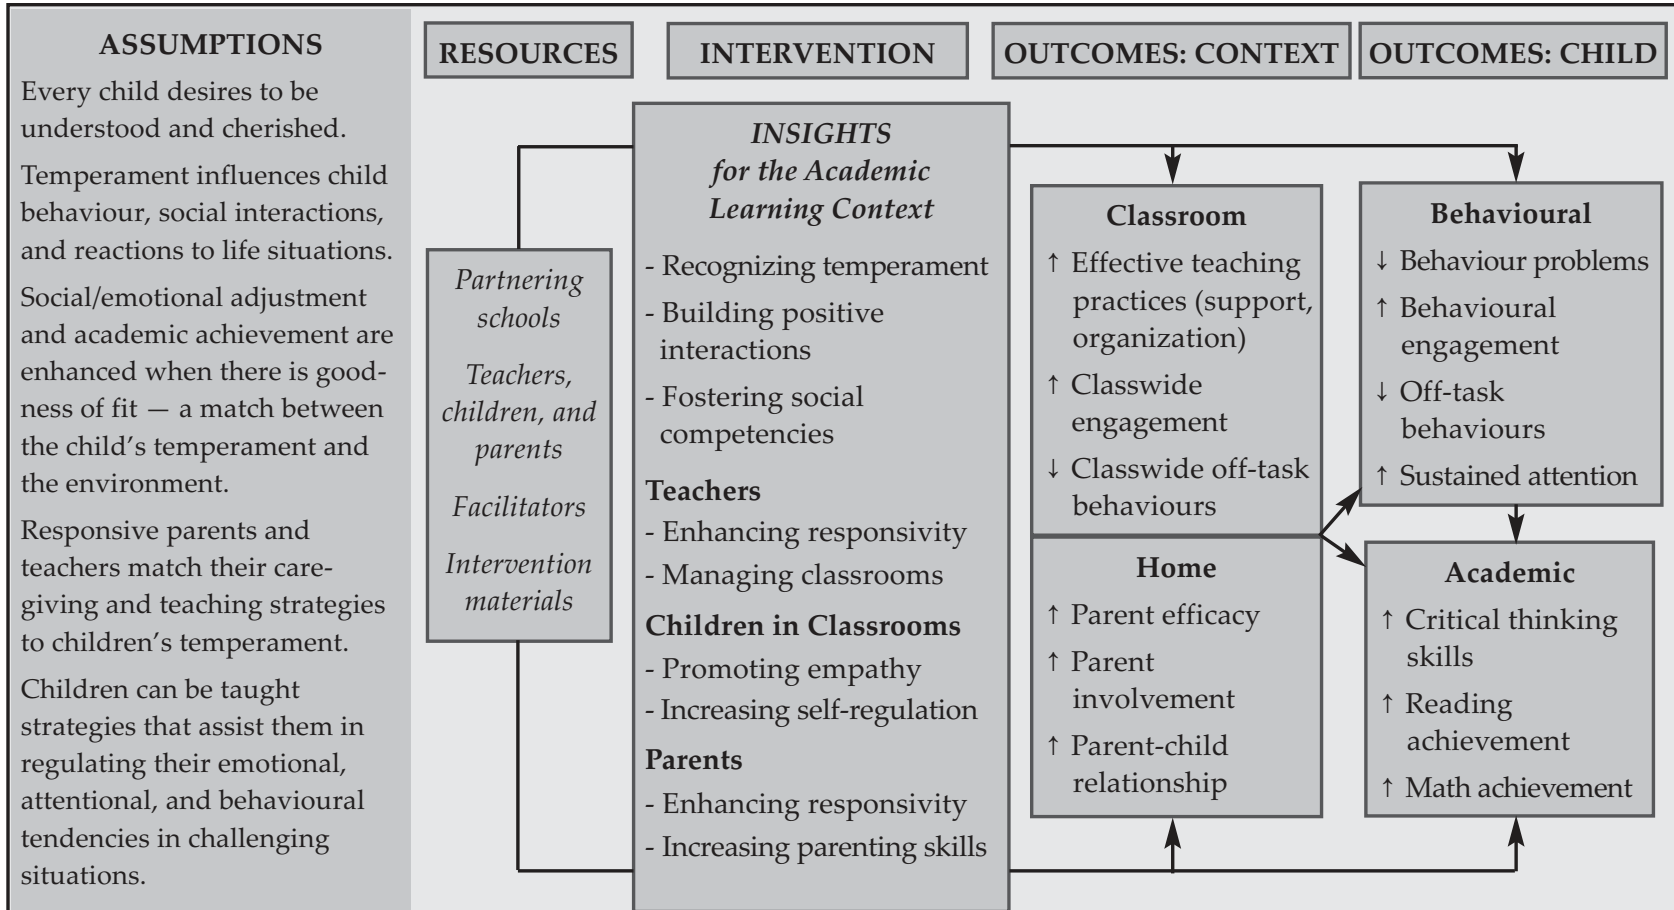 ASSUMPTIONS
Every child desires to be
understood and cherished.
Temperament influences child
behaviour, social interactions,
and reactions to life situations.
Social/emotional adjustment
and academic achievement are
enhanced when there is good-
ness of fit — a match between
the child’s temperament and
the environment.
Responsive parents and
teachers match their care-
giving and teaching strategies
to children’s temperament.
Children can be taught
strategies that assist them in
regulating their emotional,
attentional, and behavioural
tendencies in challenging
situations.
RESOURCES
Partnering
schools
Teachers,
children, and
parents
Facilitators
Intervention
materials
INTERVENTION
INSIGHTS
for the Academic
Learning Context
- Recognizing temperament
- Building positive
interactions
- Fostering social
competencies
Teachers
- Enhancing responsivity
- Managing classrooms
Children in Classrooms
- Promoting empathy
- Increasing self-regulation
Parents
- Enhancing responsivity
- Increasing parenting skills
OUTCOMES: CONTEXT
Classroom
↑ Effective teaching
practices (support,
organization)
↑ Classwide
engagement
↓ Classwide off-task
behaviours
Home
↑ Parent efficacy
↑ Parent
involvement
↑ Parent-child
relationship
OUTCOMES: CHILD
Behavioural
↓ Behaviour problems
↑ Behavioural
engagement
↓ Off-task
behaviours
↑ Sustained attention
Academic
↑ Critical thinking
skills
↑ Reading
achievement
↑ Math achievement